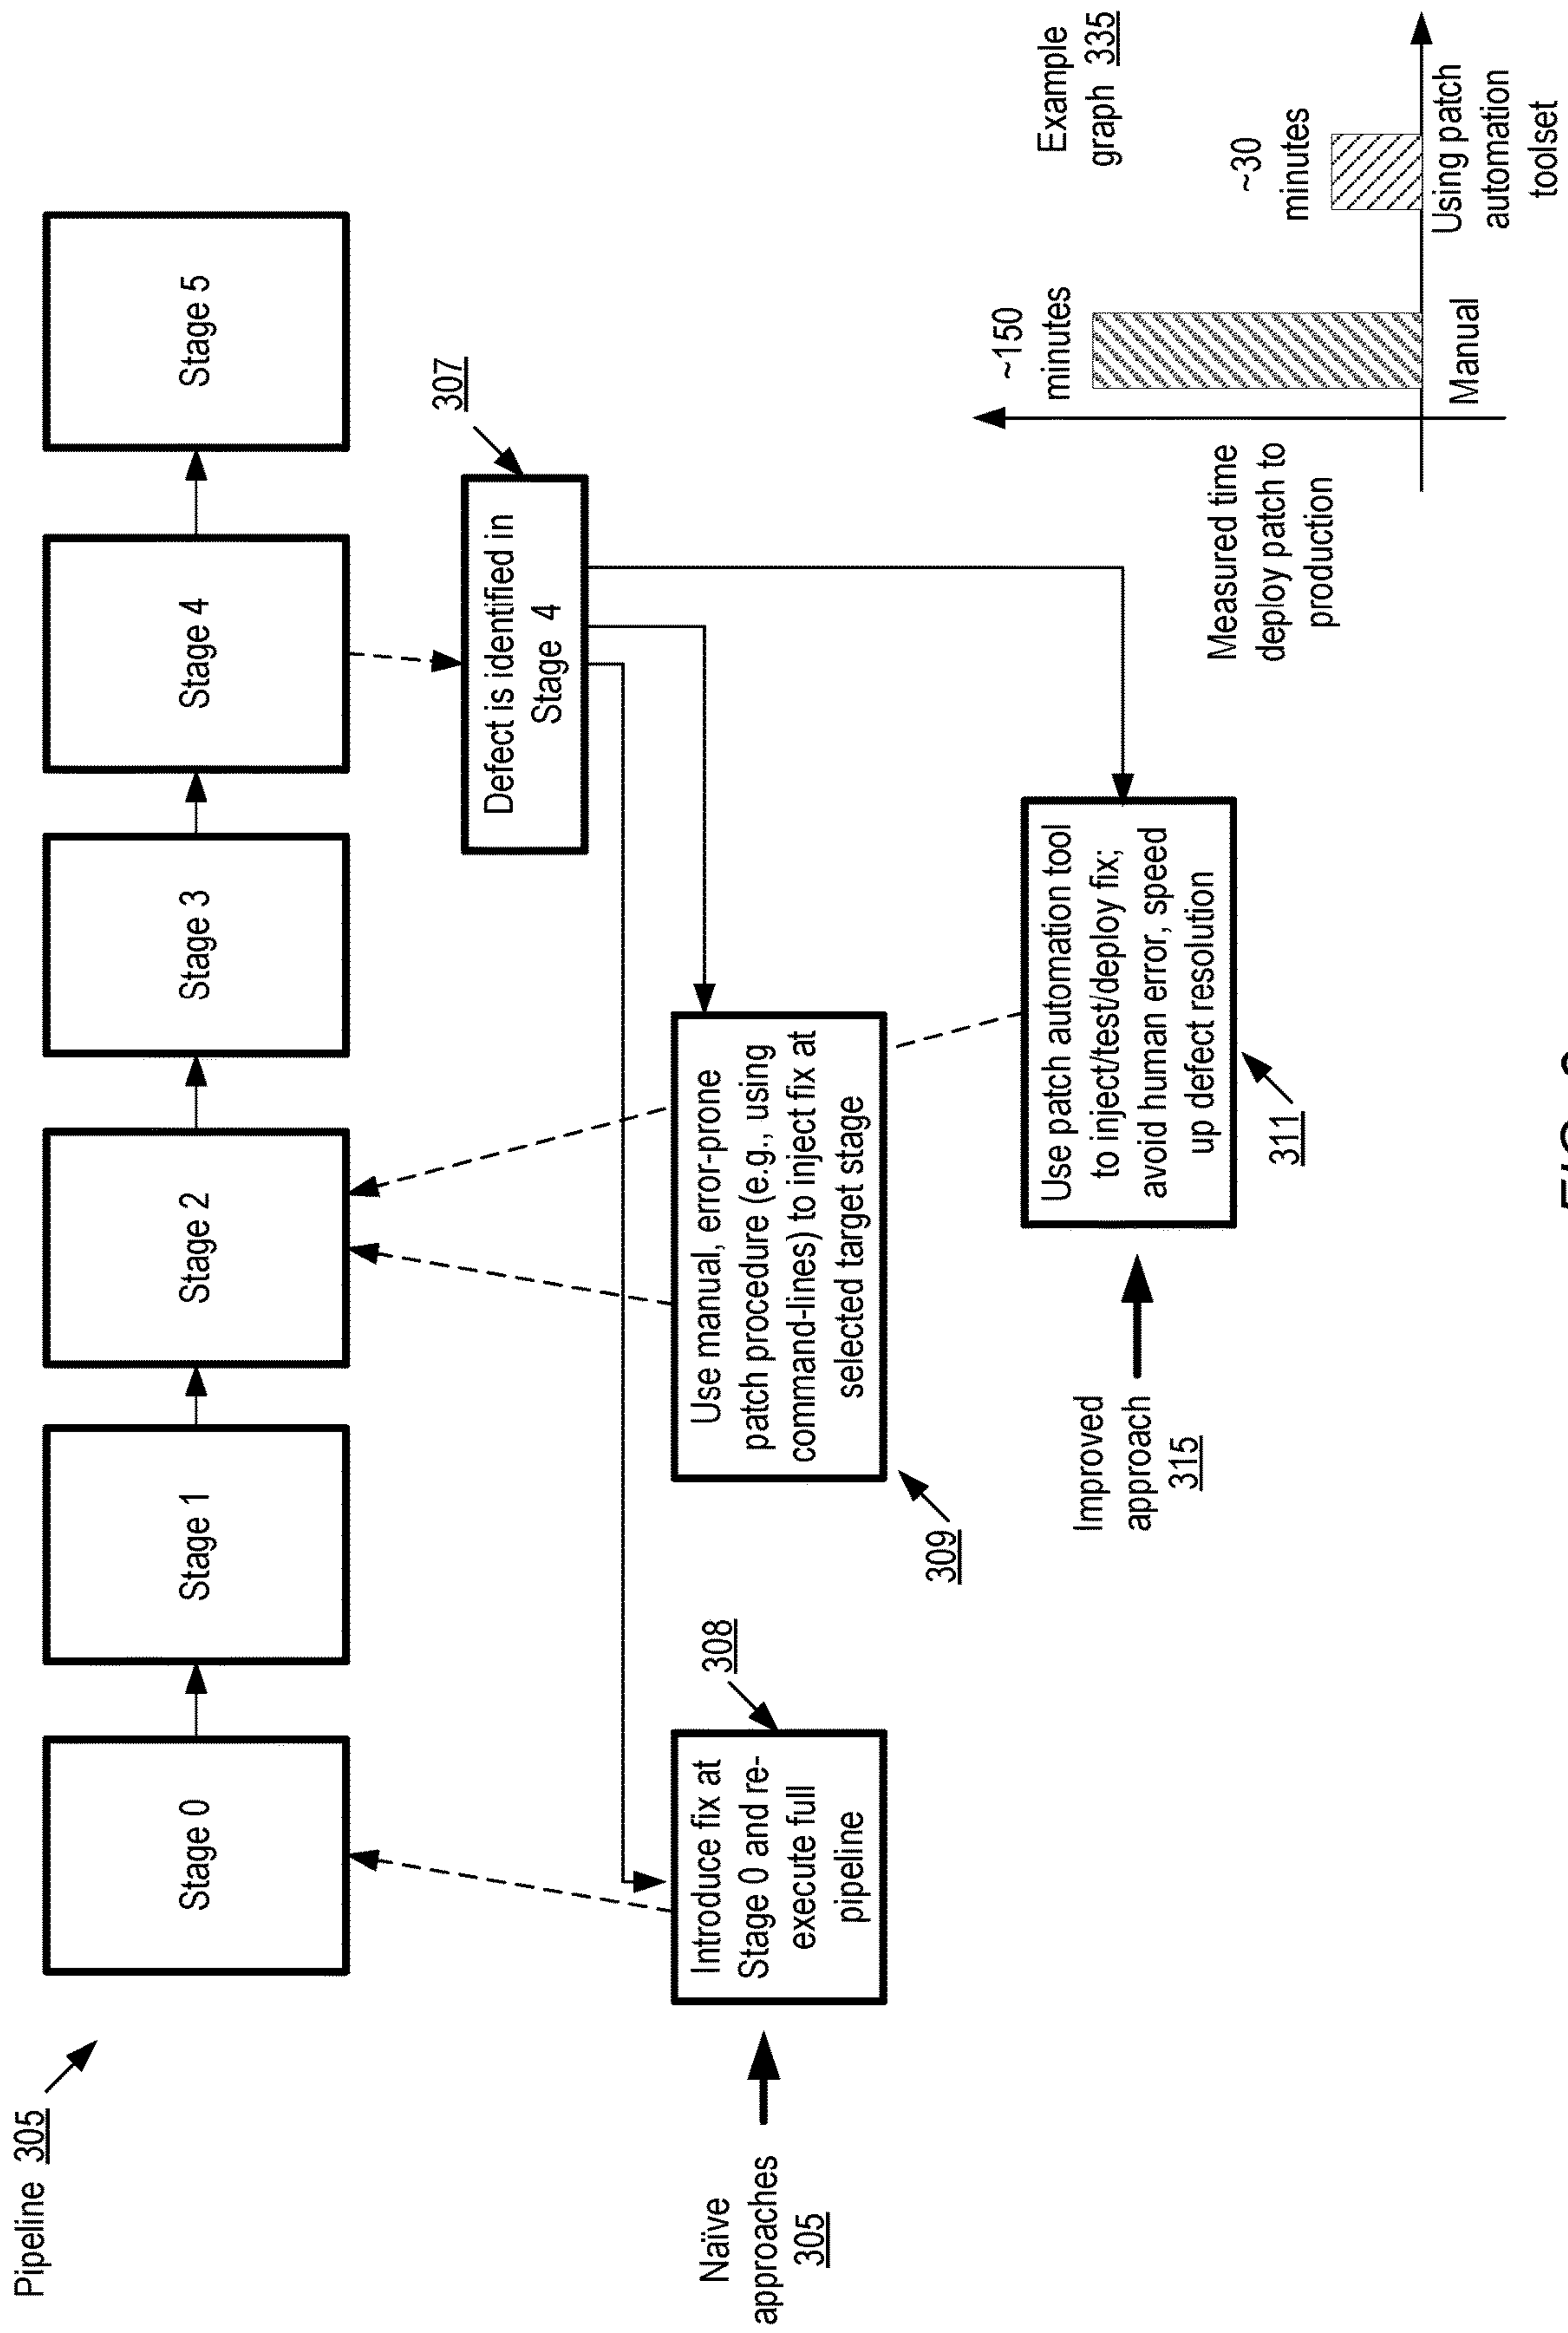 Pipeline 305
Stage 0
Stage 1
Stage 2
Stage 3
Stage 4
Stage 5
307
Defect is identified in
Stage 4
Naïve
approaches
305
Introduce fix at
Stage 0 and re-
execute full
pipeline
308
Use manual, error-prone
patch procedure (e.g., using
command-lines) to inject fix at
selected target stage
309
Improved
approach
315
Use patch automation tool
to inject/test/deploy fix;
avoid human error, speed
up defect resolution
311
Example
graph 335
Measured time
deploy patch to
production
~150
minutes
~30
minutes
Manual
Using patch
automation
toolset
FIG.